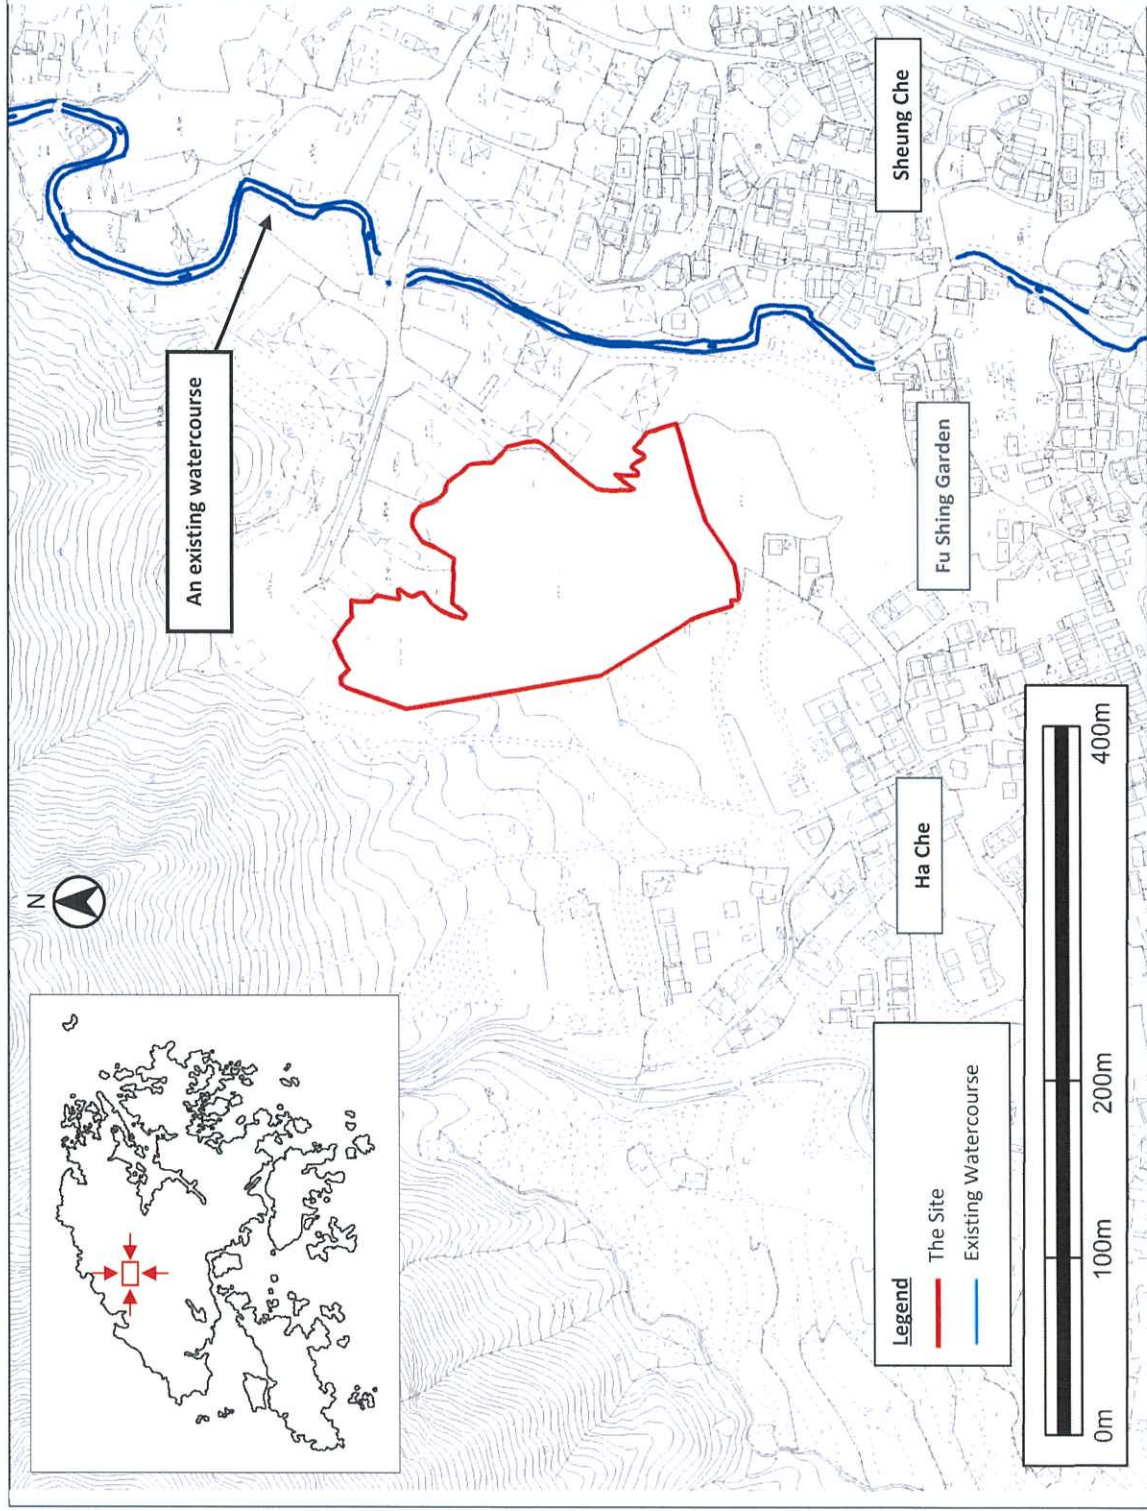 N
An existing watercourse
Sheung Che
Fu Shing Garden
Ha Che
Legend
The Site
Existing Watercourse
0m
100m
200m
400m